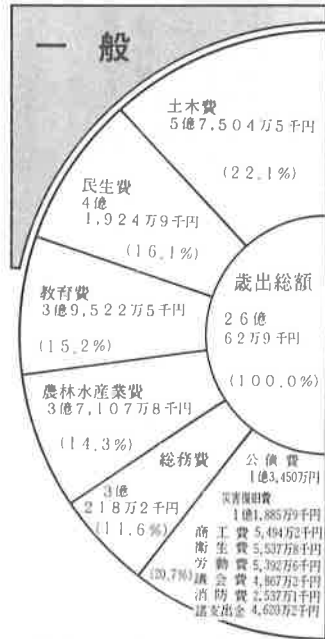 一般
土木費
5億7,504万5千円
(22.1%)
民生費
4億
1,924万9千円
(16.1%)
教育費
3億9,522万5千円
(15.2%)
農林水産業費
3億7,107万8千円
(14.3%)
総務費
3億
218万2千円
(11.6%)
歳出総額
26億
62万9千円
(100.0%)
公債費
1億3,450万円
災害復旧費
1億1,885万9千円
商工費 5,494万2千円
衛生費 5,537万8千円
労働費 5,392万6千円
議会費 4,867万2千円
消防費 2,537万1千円
諸支出金 4,620万2千円
(20.7%)